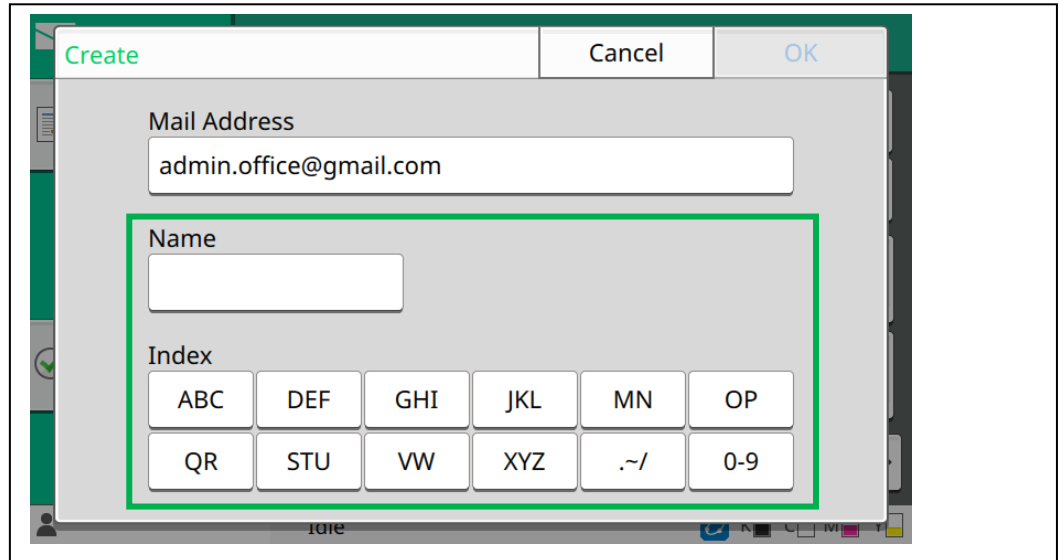 Create Cancel OK
Mail Address
admin.office@gmail.com
Name
Index
ABC DEF GHI JKL MN OP
QR STU VW XYZ .~/ 0-9
Idle K C M Y